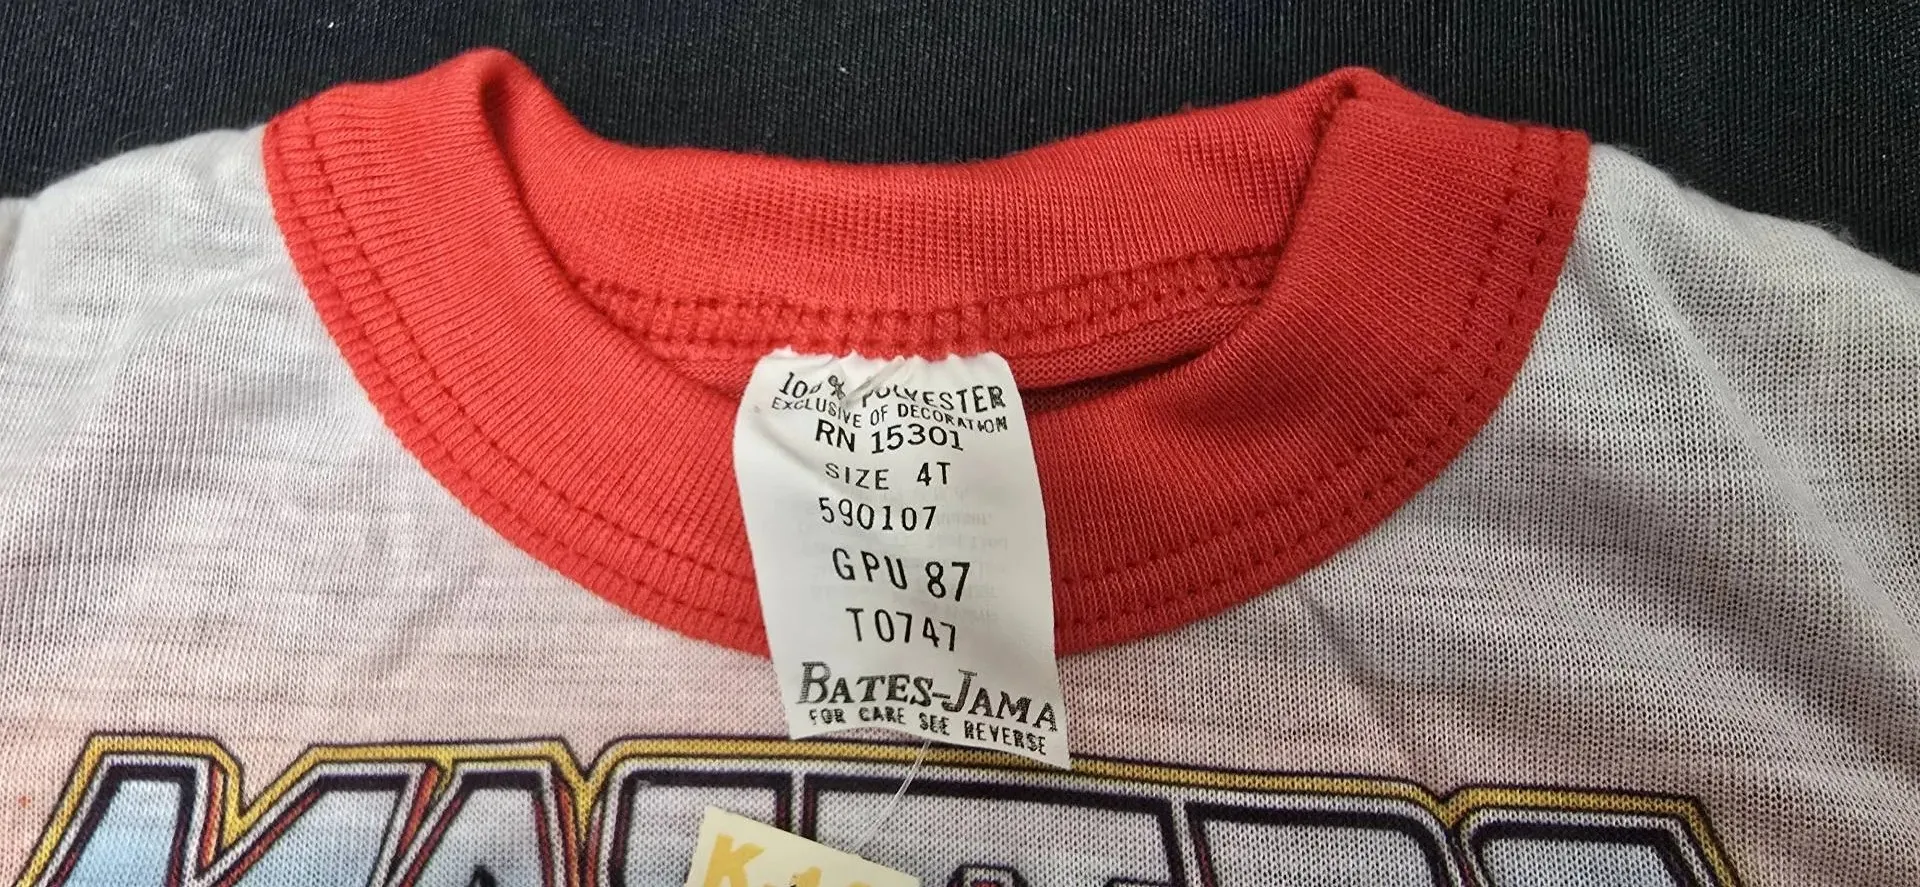 100% POLYESTER
EXCLUSIVE OF DECORATION
RN 15301
SIZE 4T
590107
GPU 87
T0747
BATES-JAMA
FOR CARE SEE REVERSE
MASTERS